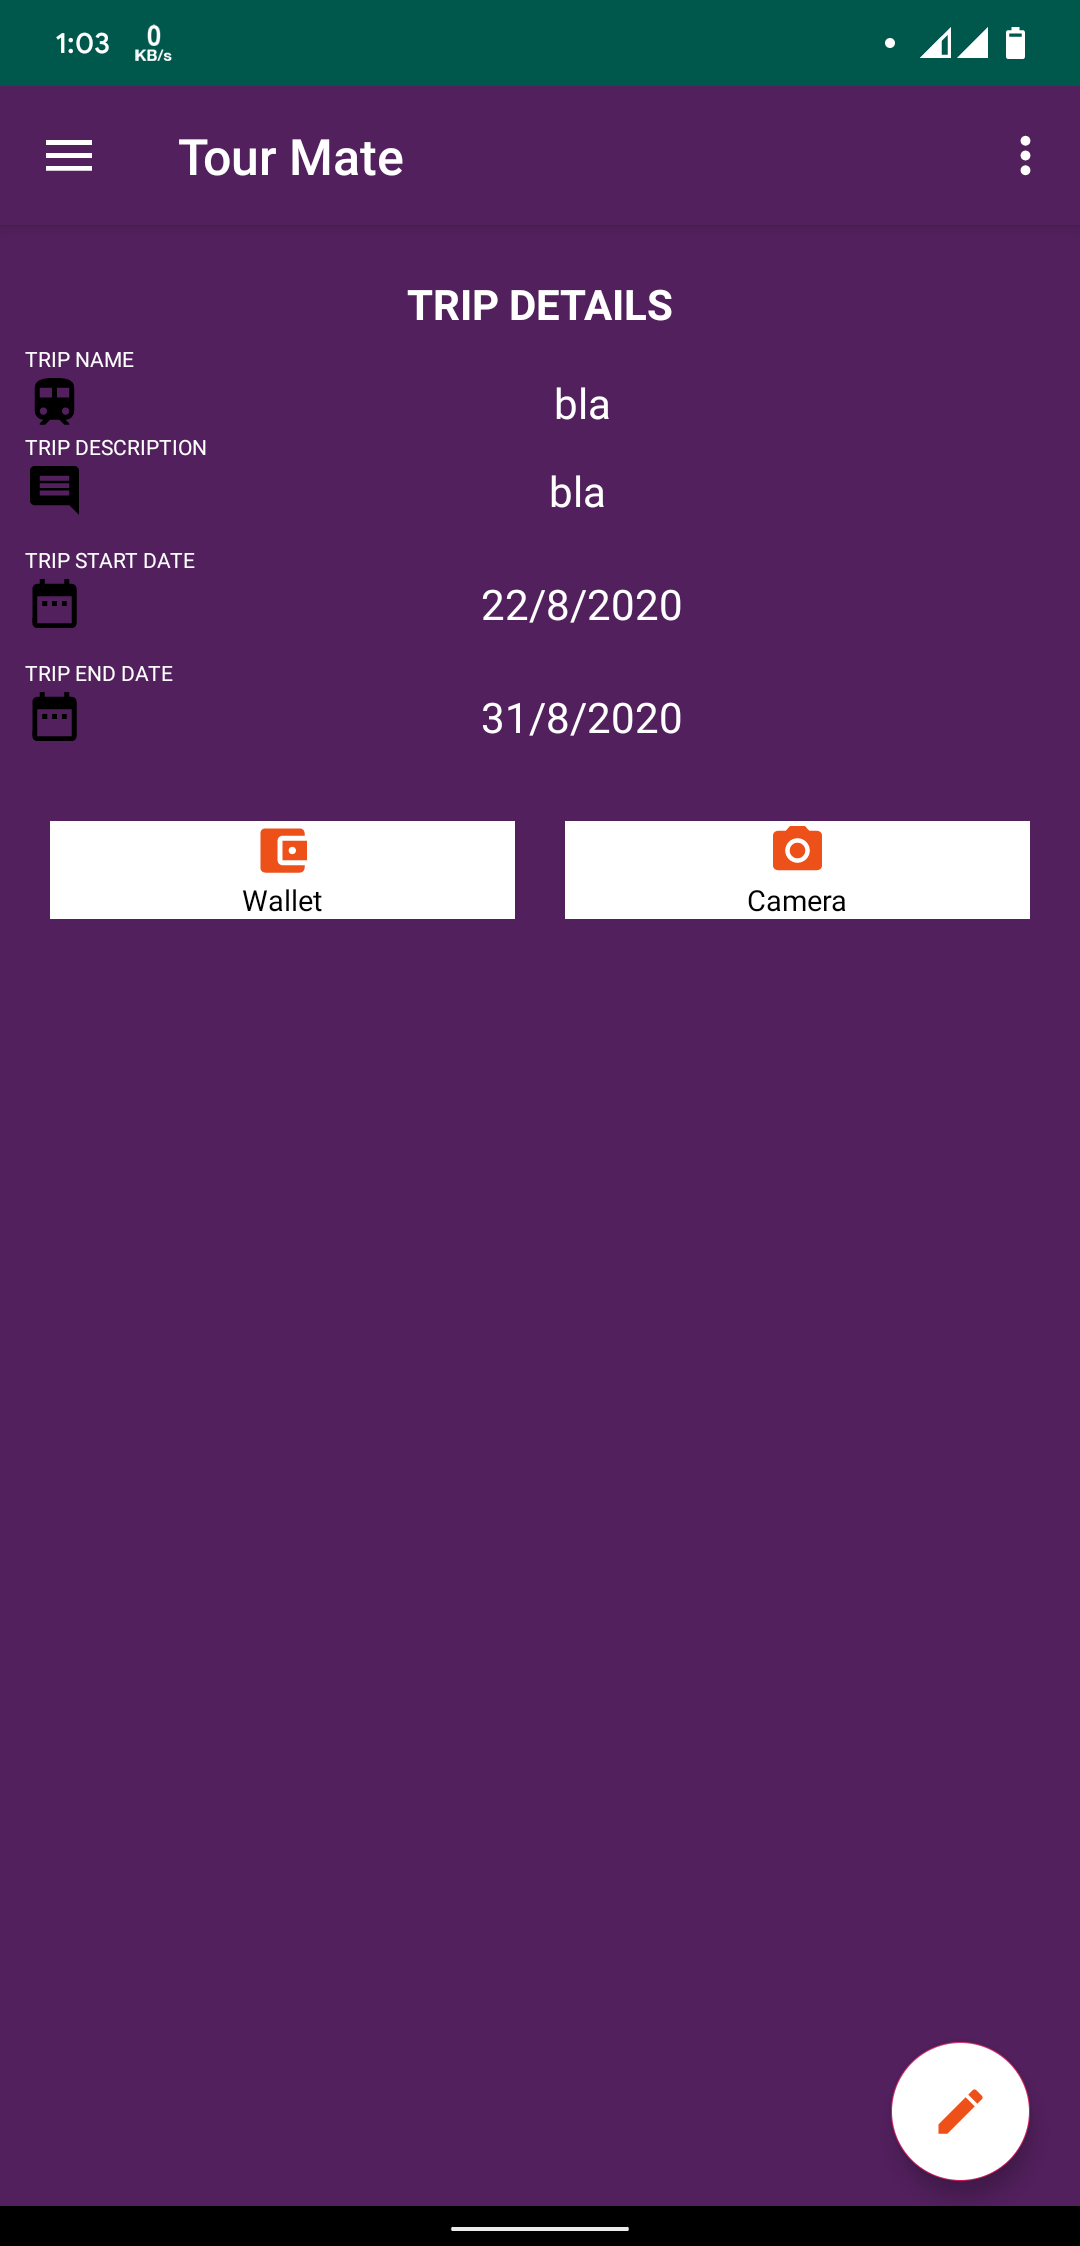 1:03
0
KB/s
Tour Mate
TRIP DETAILS
TRIP NAME
bla
TRIP DESCRIPTION
bla
TRIP START DATE
22/8/2020
TRIP END DATE
31/8/2020
Wallet
Camera